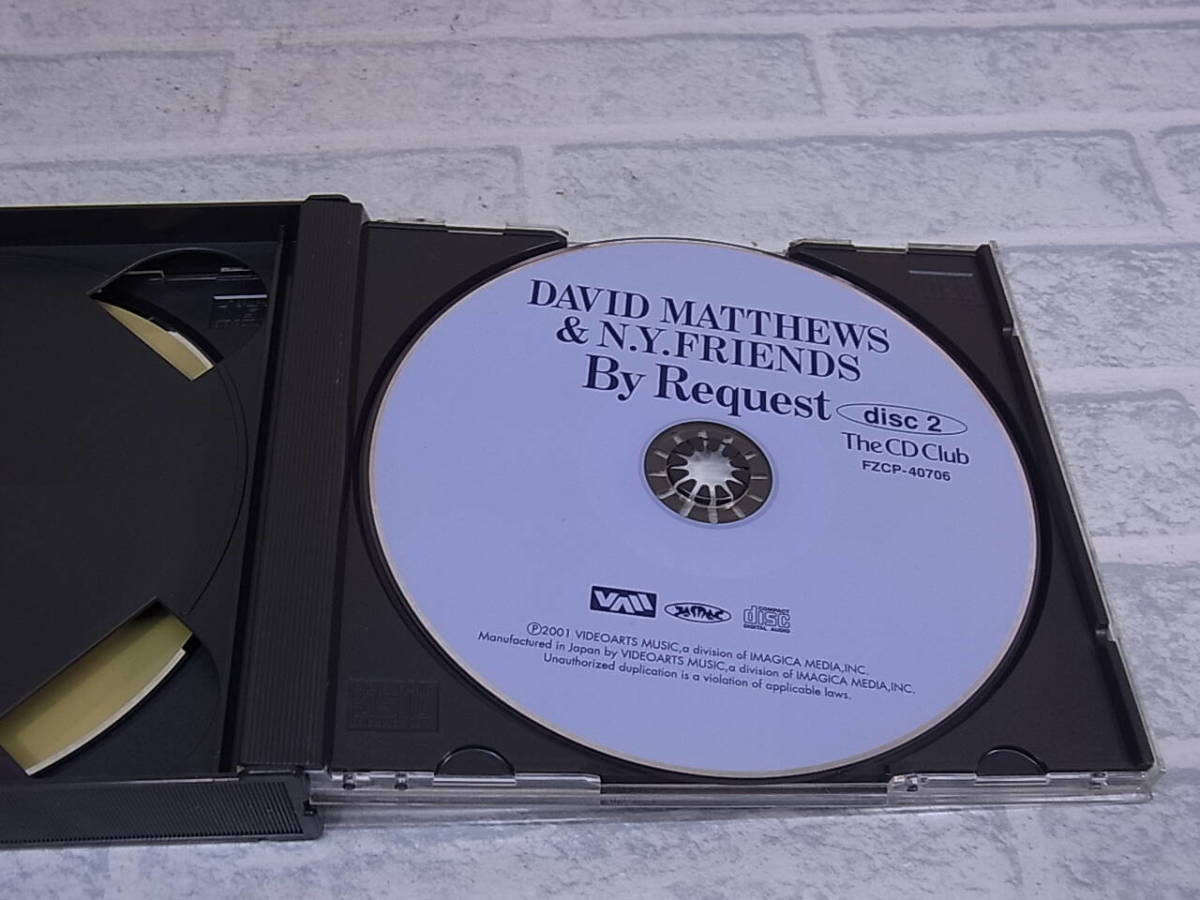 DAVID MATTHEWS
& N.Y.FRIENDS
By Request
disc 2
The CD Club
FZCP-40706
JASRAC
COMPACT
disc
DIGITAL AUDIO
Ⓟ2001 VIDEOARTS MUSIC,a division of IMAGICA MEDIA,INC.
Manufactured in Japan by VIDEOARTS MUSIC,a division of IMAGICA MEDIA,INC.
Unauthorized duplication is a violation of applicable laws.